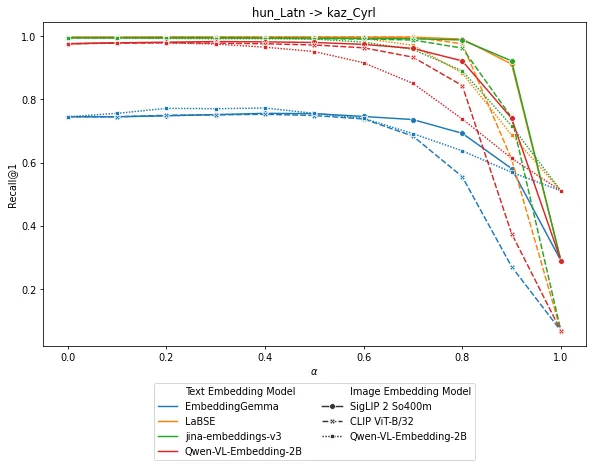 hun_Latn -> kaz_Cyrl
1.0
0.8
0.6
0.4
0.2
Recall@1
0.0 0.2 0.4 0.6 0.8 1.0
α
Text Embedding Model Image Embedding Model
EmbeddingGemma SigLIP 2 So400m
LaBSE CLIP ViT-B/32
jina-embeddings-v3 Qwen-VL-Embedding-2B
Qwen-VL-Embedding-2B